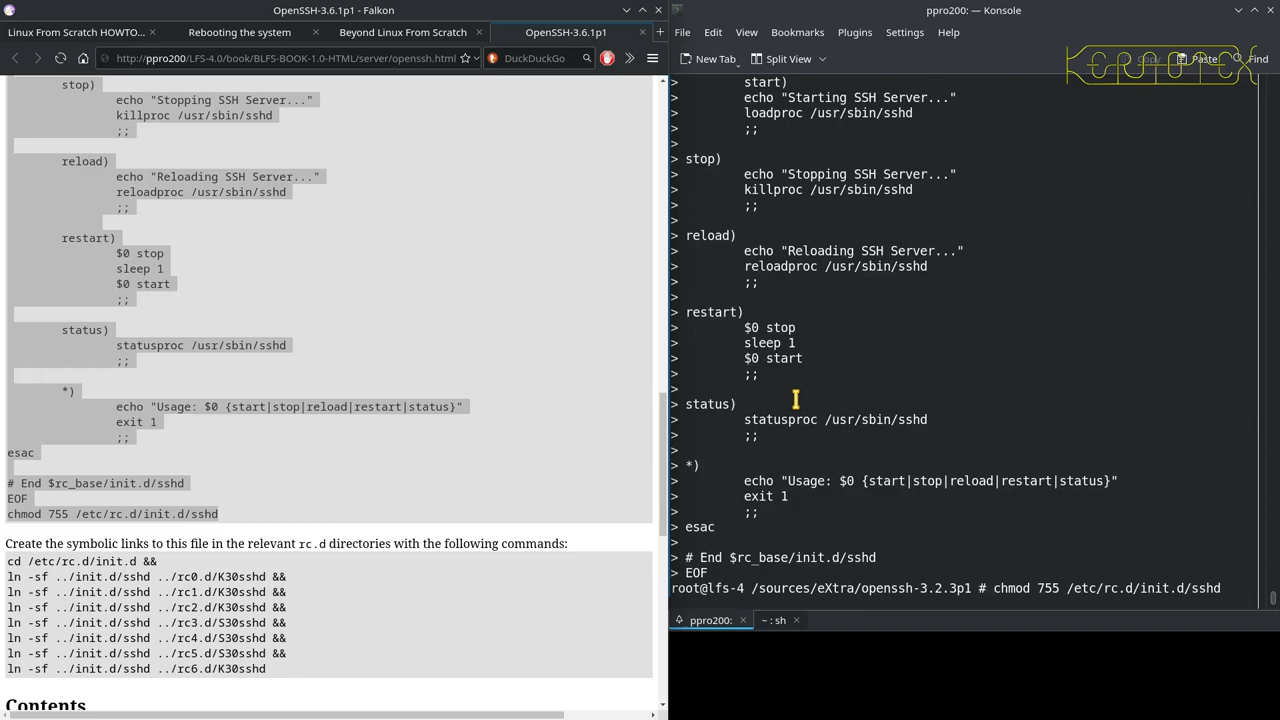 OpenSSH-3.6.1p1 - Falkon
Linux From Scratch HOWTO...
Rebooting the system
Beyond Linux From Scratch
OpenSSH-3.6.1p1
http://ppro200/LFS-4.0/book/BLFS-BOOK-1.0-HTML/server/openssh.html
DuckDuckGo
stop)
echo "Stopping SSH Server..."
killproc /usr/sbin/sshd
;;
reload)
echo "Reloading SSH Server..."
reloadproc /usr/sbin/sshd
;;
restart)
$0 stop
sleep 1
$0 start
;;
status)
statusproc /usr/sbin/sshd
;;
*)
echo "Usage: $0 {start|stop|reload|restart|status}"
exit 1
;;
esac
# End $rc_base/init.d/sshd
EOF
chmod 755 /etc/rc.d/init.d/sshd
Create the symbolic links to this file in the relevant rc.d directories with the following commands:
cd /etc/rc.d/init.d &&
ln -sf ../init.d/sshd ../rc0.d/K30sshd &&
ln -sf ../init.d/sshd ../rc1.d/K30sshd &&
ln -sf ../init.d/sshd ../rc2.d/K30sshd &&
ln -sf ../init.d/sshd ../rc3.d/S30sshd &&
ln -sf ../init.d/sshd ../rc4.d/S30sshd &&
ln -sf ../init.d/sshd ../rc5.d/S30sshd &&
ln -sf ../init.d/sshd ../rc6.d/K30sshd
Contents
ppro200: — Konsole
File Edit View Bookmarks Plugins Settings Help
New Tab Split View Copy Paste Find
> start)
> echo "Starting SSH Server..."
> loadproc /usr/sbin/sshd
> ;;
>
> stop)
> echo "Stopping SSH Server..."
> killproc /usr/sbin/sshd
> ;;
>
> reload)
> echo "Reloading SSH Server..."
> reloadproc /usr/sbin/sshd
> ;;
>
> restart)
> $0 stop
> sleep 1
> $0 start
> ;;
>
> status)
> statusproc /usr/sbin/sshd
> ;;
>
> *)
> echo "Usage: $0 {start|stop|reload|restart|status}"
> exit 1
> ;;
> esac
>
> # End $rc_base/init.d/sshd
> EOF
root@lfs-4 /sources/eXtra/openssh-3.2.3p1 # chmod 755 /etc/rc.d/init.d/sshd
ppro200:
~ : sh